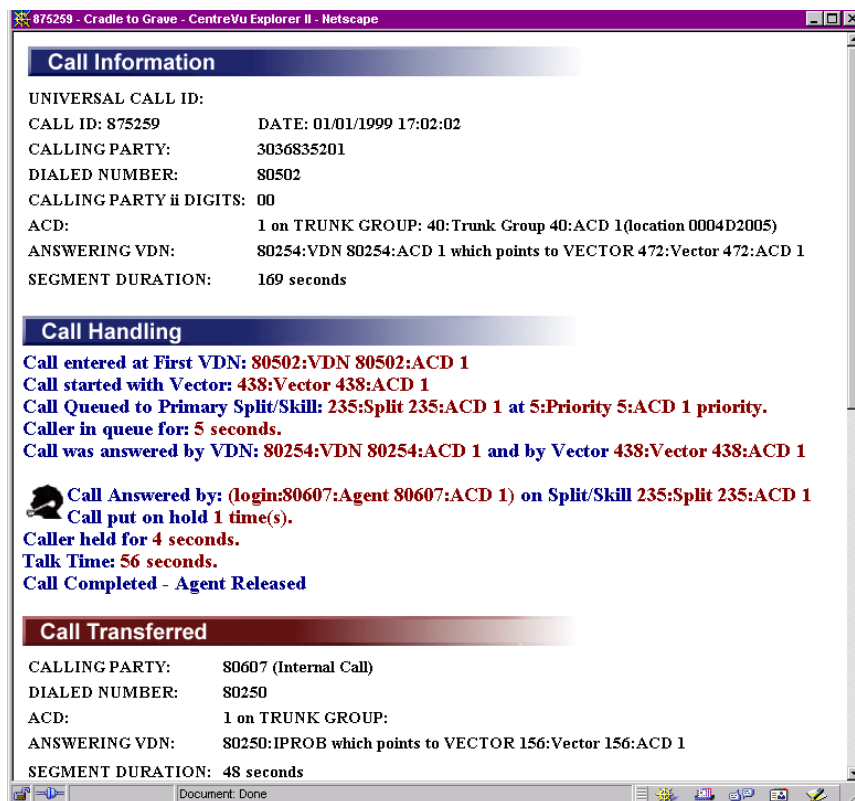 875259 - Cradle to Grave - CentreVu Explorer II - Netscape
Call Information
UNIVERSAL CALL ID:
CALL ID: 875259 DATE: 01/01/1999 17:02:02
CALLING PARTY: 3036835201
DIALED NUMBER: 80502
CALLING PARTY ii DIGITS: 00
ACD: 1 on TRUNK GROUP: 40:Trunk Group 40:ACD 1(location 0004D2005)
ANSWERING VDN: 80254:VDN 80254:ACD 1 which points to VECTOR 472:Vector 472:ACD 1
SEGMENT DURATION: 169 seconds
Call Handling
Call entered at First VDN: 80502:VDN 80502:ACD 1
Call started with Vector: 438:Vector 438:ACD 1
Call Queued to Primary Split/Skill: 235:Split 235:ACD 1 at 5:Priority 5:ACD 1 priority.
Caller in queue for: 5 seconds.
Call was answered by VDN: 80254:VDN 80254:ACD 1 and by Vector 438:Vector 438:ACD 1
Call Answered by: (login:80607:Agent 80607:ACD 1) on Split/Skill 235:Split 235:ACD 1
Call put on hold 1 time(s).
Caller held for 4 seconds.
Talk Time: 56 seconds.
Call Completed - Agent Released
Call Transferred
CALLING PARTY: 80607 (Internal Call)
DIALED NUMBER: 80250
ACD: 1 on TRUNK GROUP:
ANSWERING VDN: 80250:IPROB which points to VECTOR 156:Vector 156:ACD 1
SEGMENT DURATION: 48 seconds
Document: Done